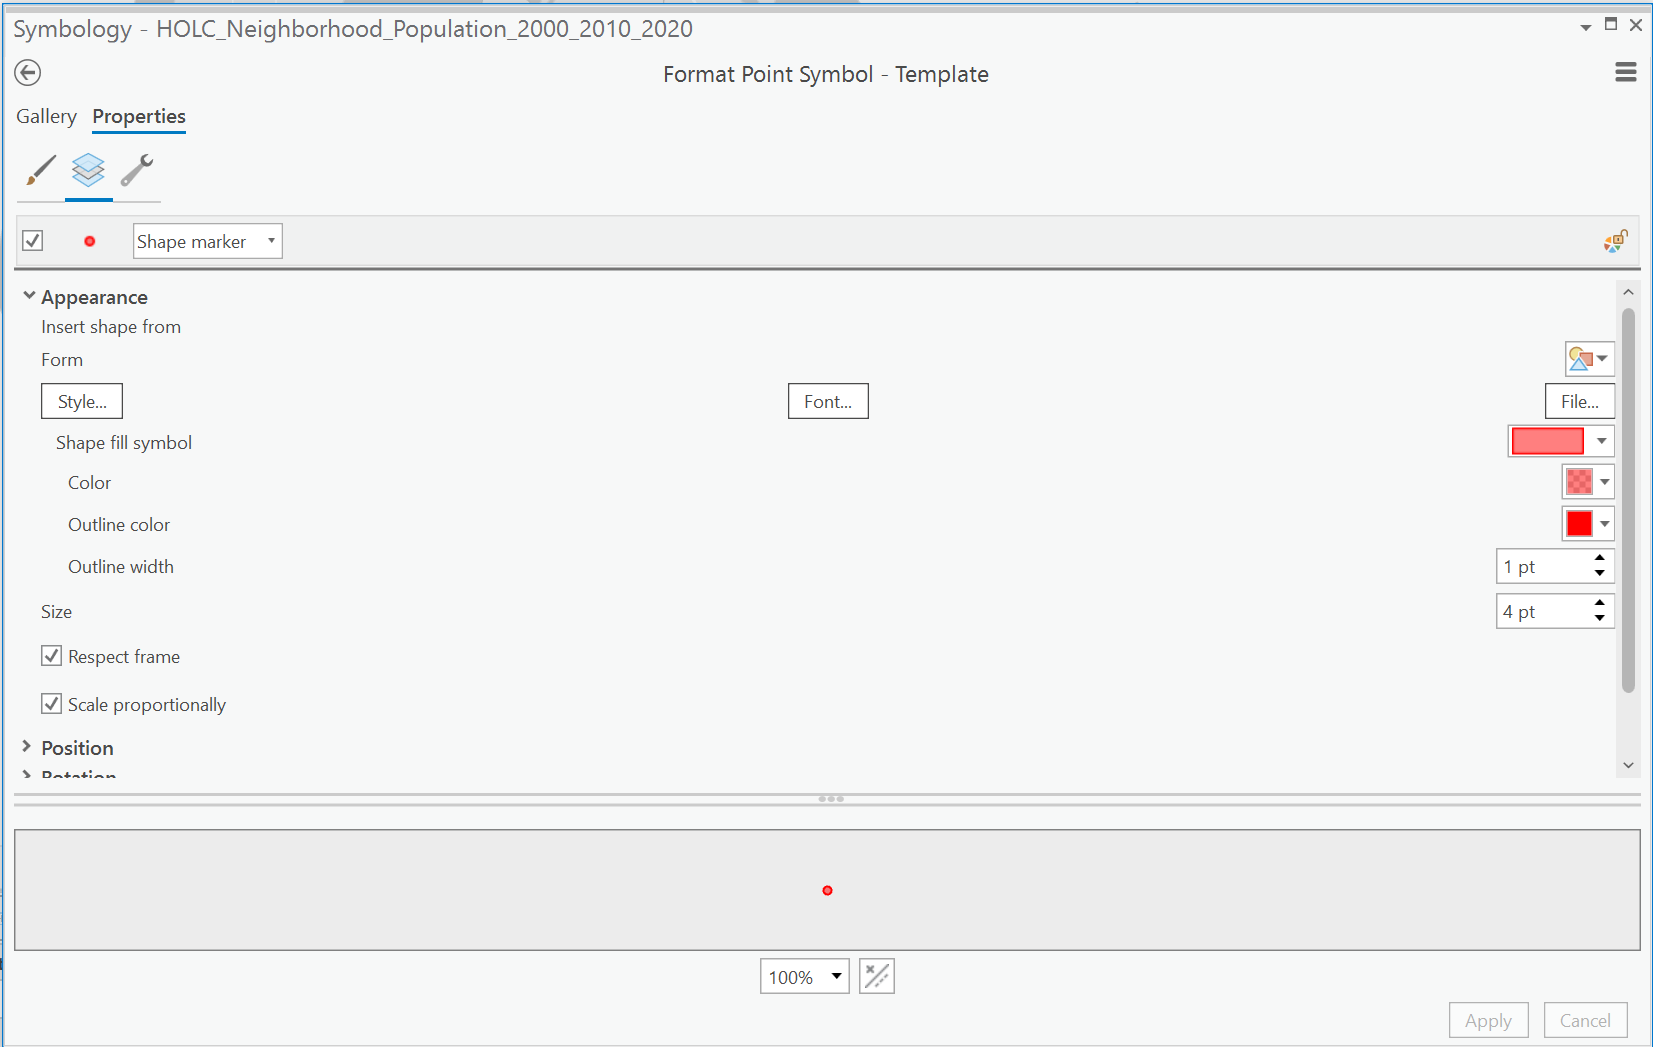 Symbology - HOLC_Neighborhood_Population_2000_2010_2020
Format Point Symbol - Template
Gallery Properties
Shape marker
Appearance
Insert shape from
Form
Style... Font... File...
Shape fill symbol
Color
Outline color
Outline width 1 pt
Size 4 pt
Respect frame
Scale proportionally
Position
Rotation
100%
Apply Cancel